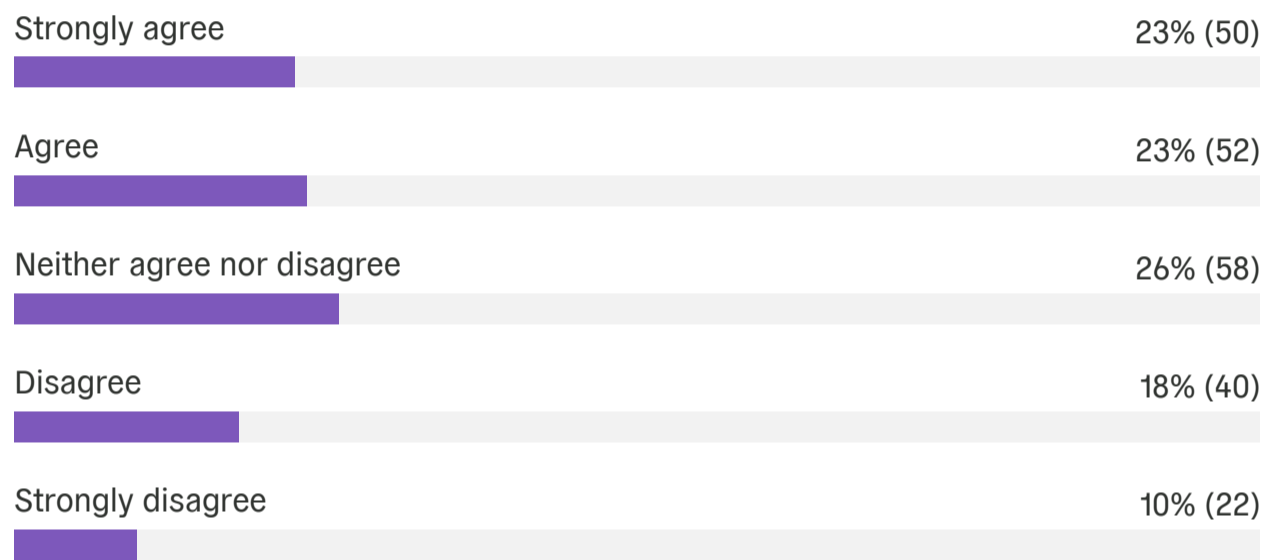 Strongly agree 23% (50)
Agree 23% (52)
Neither agree nor disagree 26% (58)
Disagree 18% (40)
Strongly disagree 10% (22)